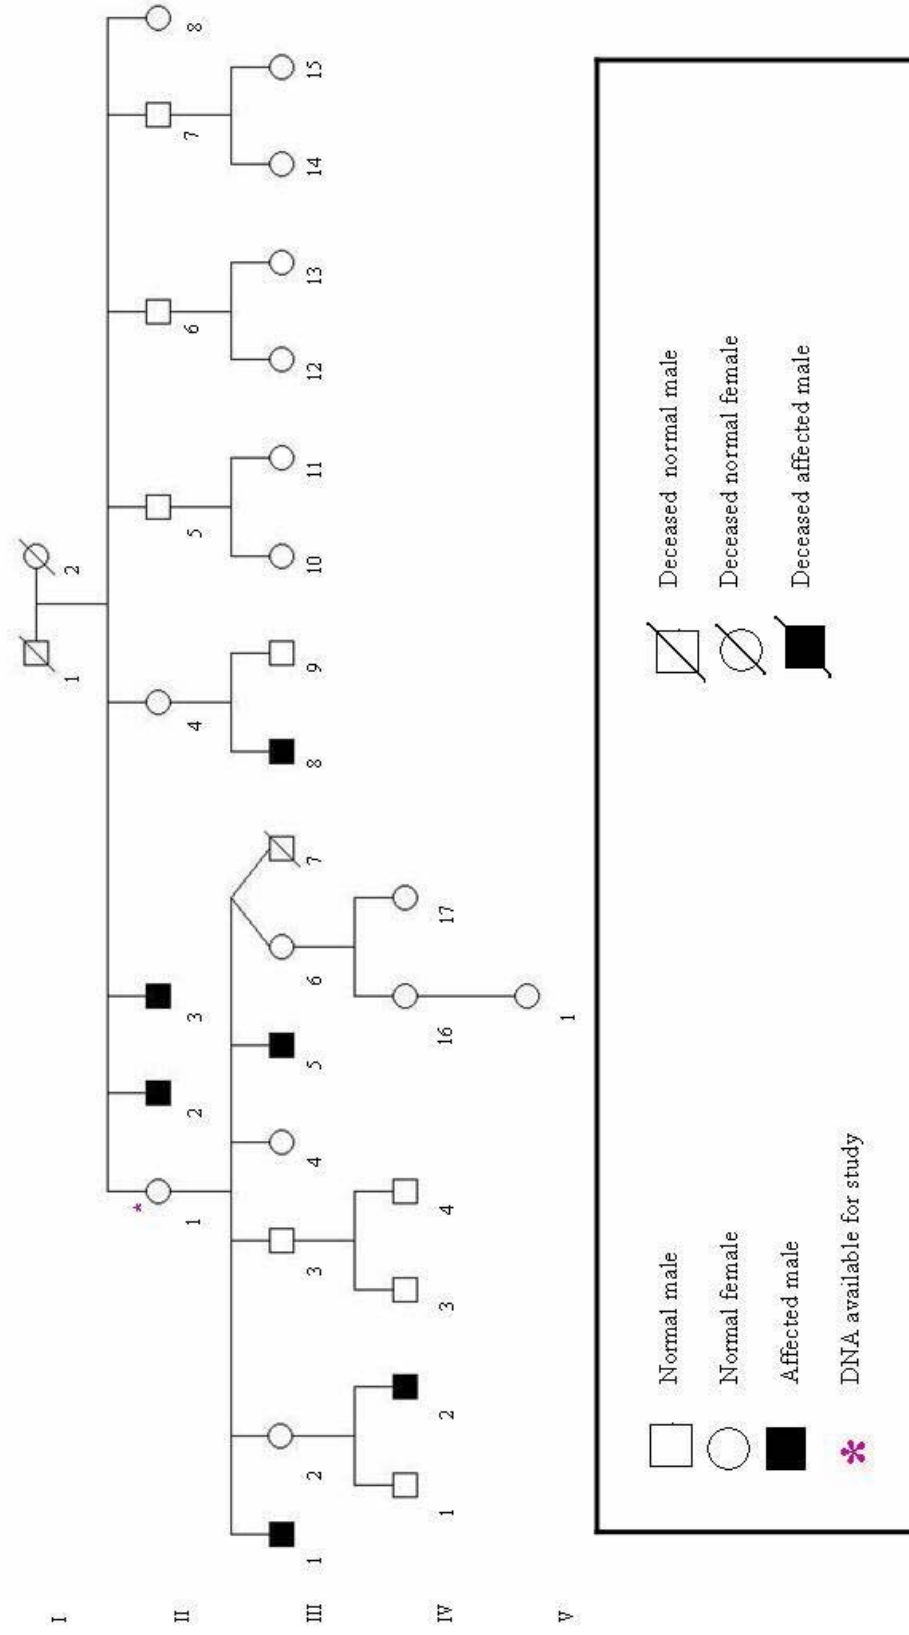 I 1 2
*
II 1 2 3 4 5 6 7 8
III 1 2 3 4 5 6 7 8 9 10 11 12 13 14 15
IV 1 2 3 4 16 17
V 1
Normal male
Normal female
Affected male
* DNA available for study
Deceased normal male
Deceased normal female
Deceased affected male